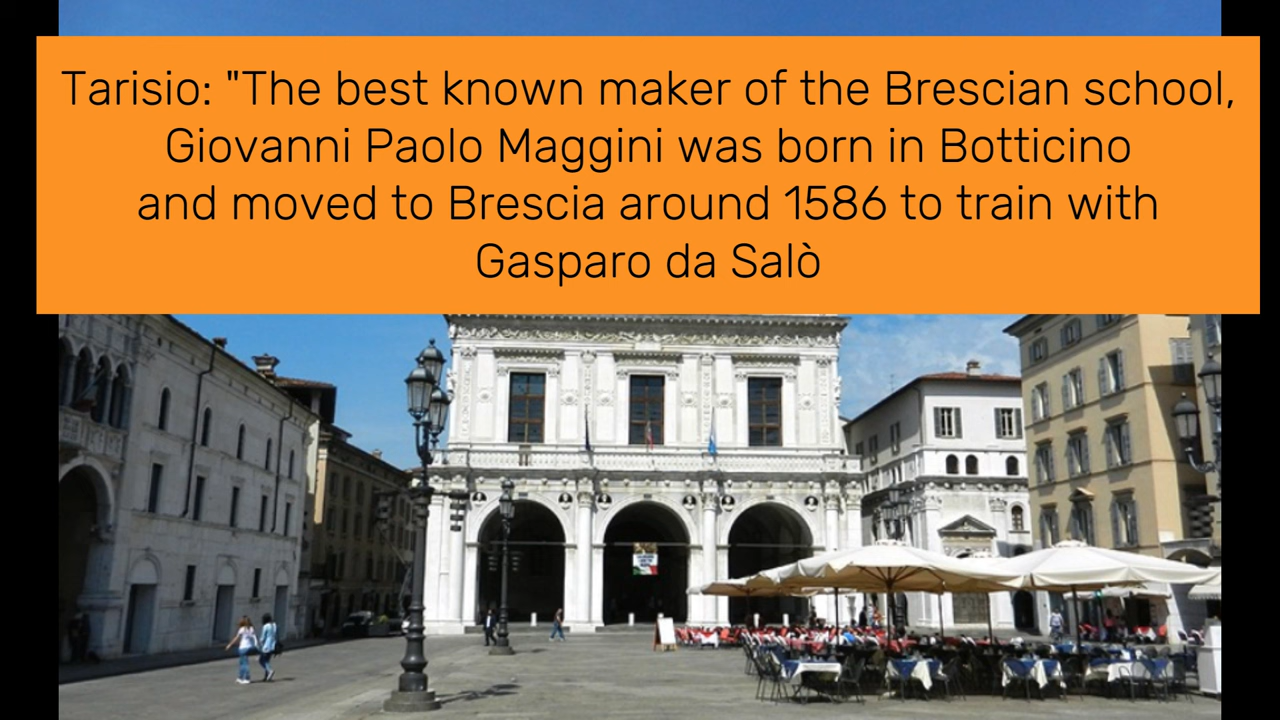 Tarisio: "The best known maker of the Brescian school,
Giovanni Paolo Maggini was born in Botticino
and moved to Brescia around 1586 to train with
Gasparo da Salò